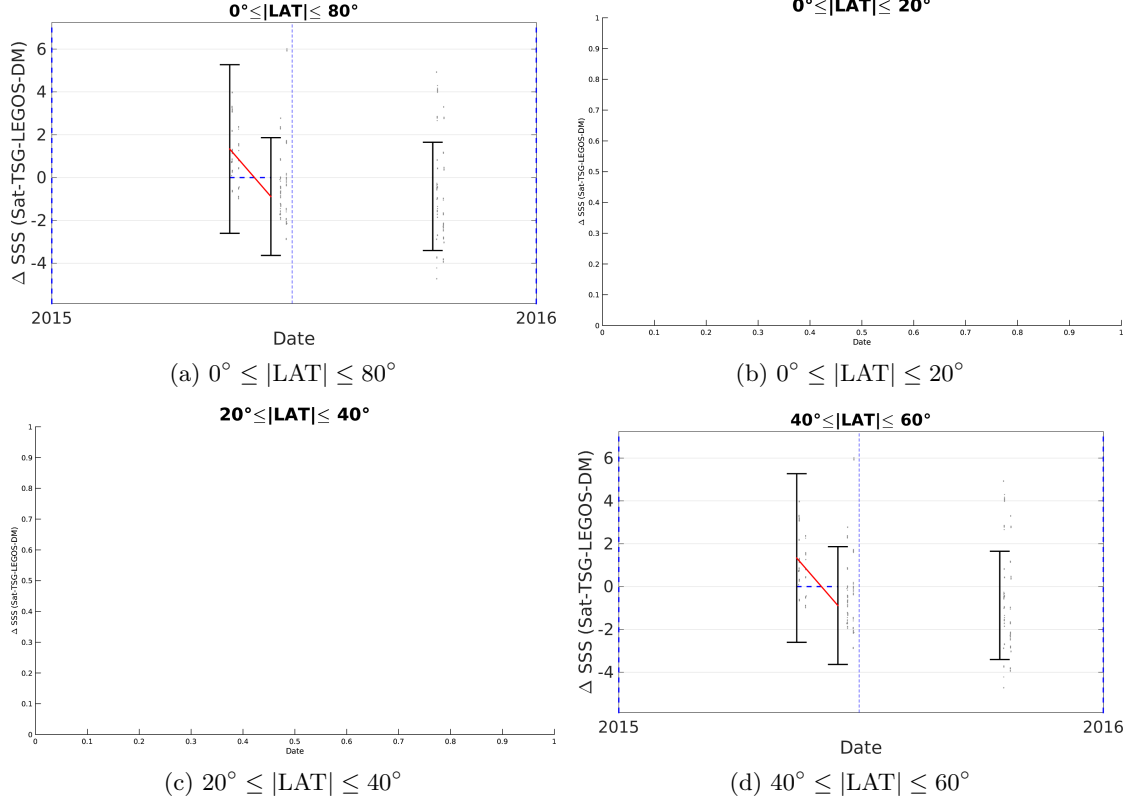 0°≤|LAT|≤ 80°
Δ SSS (Sat-TSG-LEGOS-DM)
6
4
2
0
-2
-4
2015
2016
Date
(a) 0° ≤ |LAT| ≤ 80°
0°≤|LAT|≤ 20°
Δ SSS (Sat-TSG-LEGOS-DM)
1
0.9
0.8
0.7
0.6
0.5
0.4
0.3
0.2
0.1
0
0 0.1 0.2 0.3 0.4 0.5 0.6 0.7 0.8 0.9 1
Date
(b) 0° ≤ |LAT| ≤ 20°
20°≤|LAT|≤ 40°
Δ SSS (Sat-TSG-LEGOS-DM)
1
0.9
0.8
0.7
0.6
0.5
0.4
0.3
0.2
0.1
0
0 0.1 0.2 0.3 0.4 0.5 0.6 0.7 0.8 0.9 1
Date
(c) 20° ≤ |LAT| ≤ 40°
40°≤|LAT|≤ 60°
Δ SSS (Sat-TSG-LEGOS-DM)
6
4
2
0
-2
-4
2015
2016
Date
(d) 40° ≤ |LAT| ≤ 60°